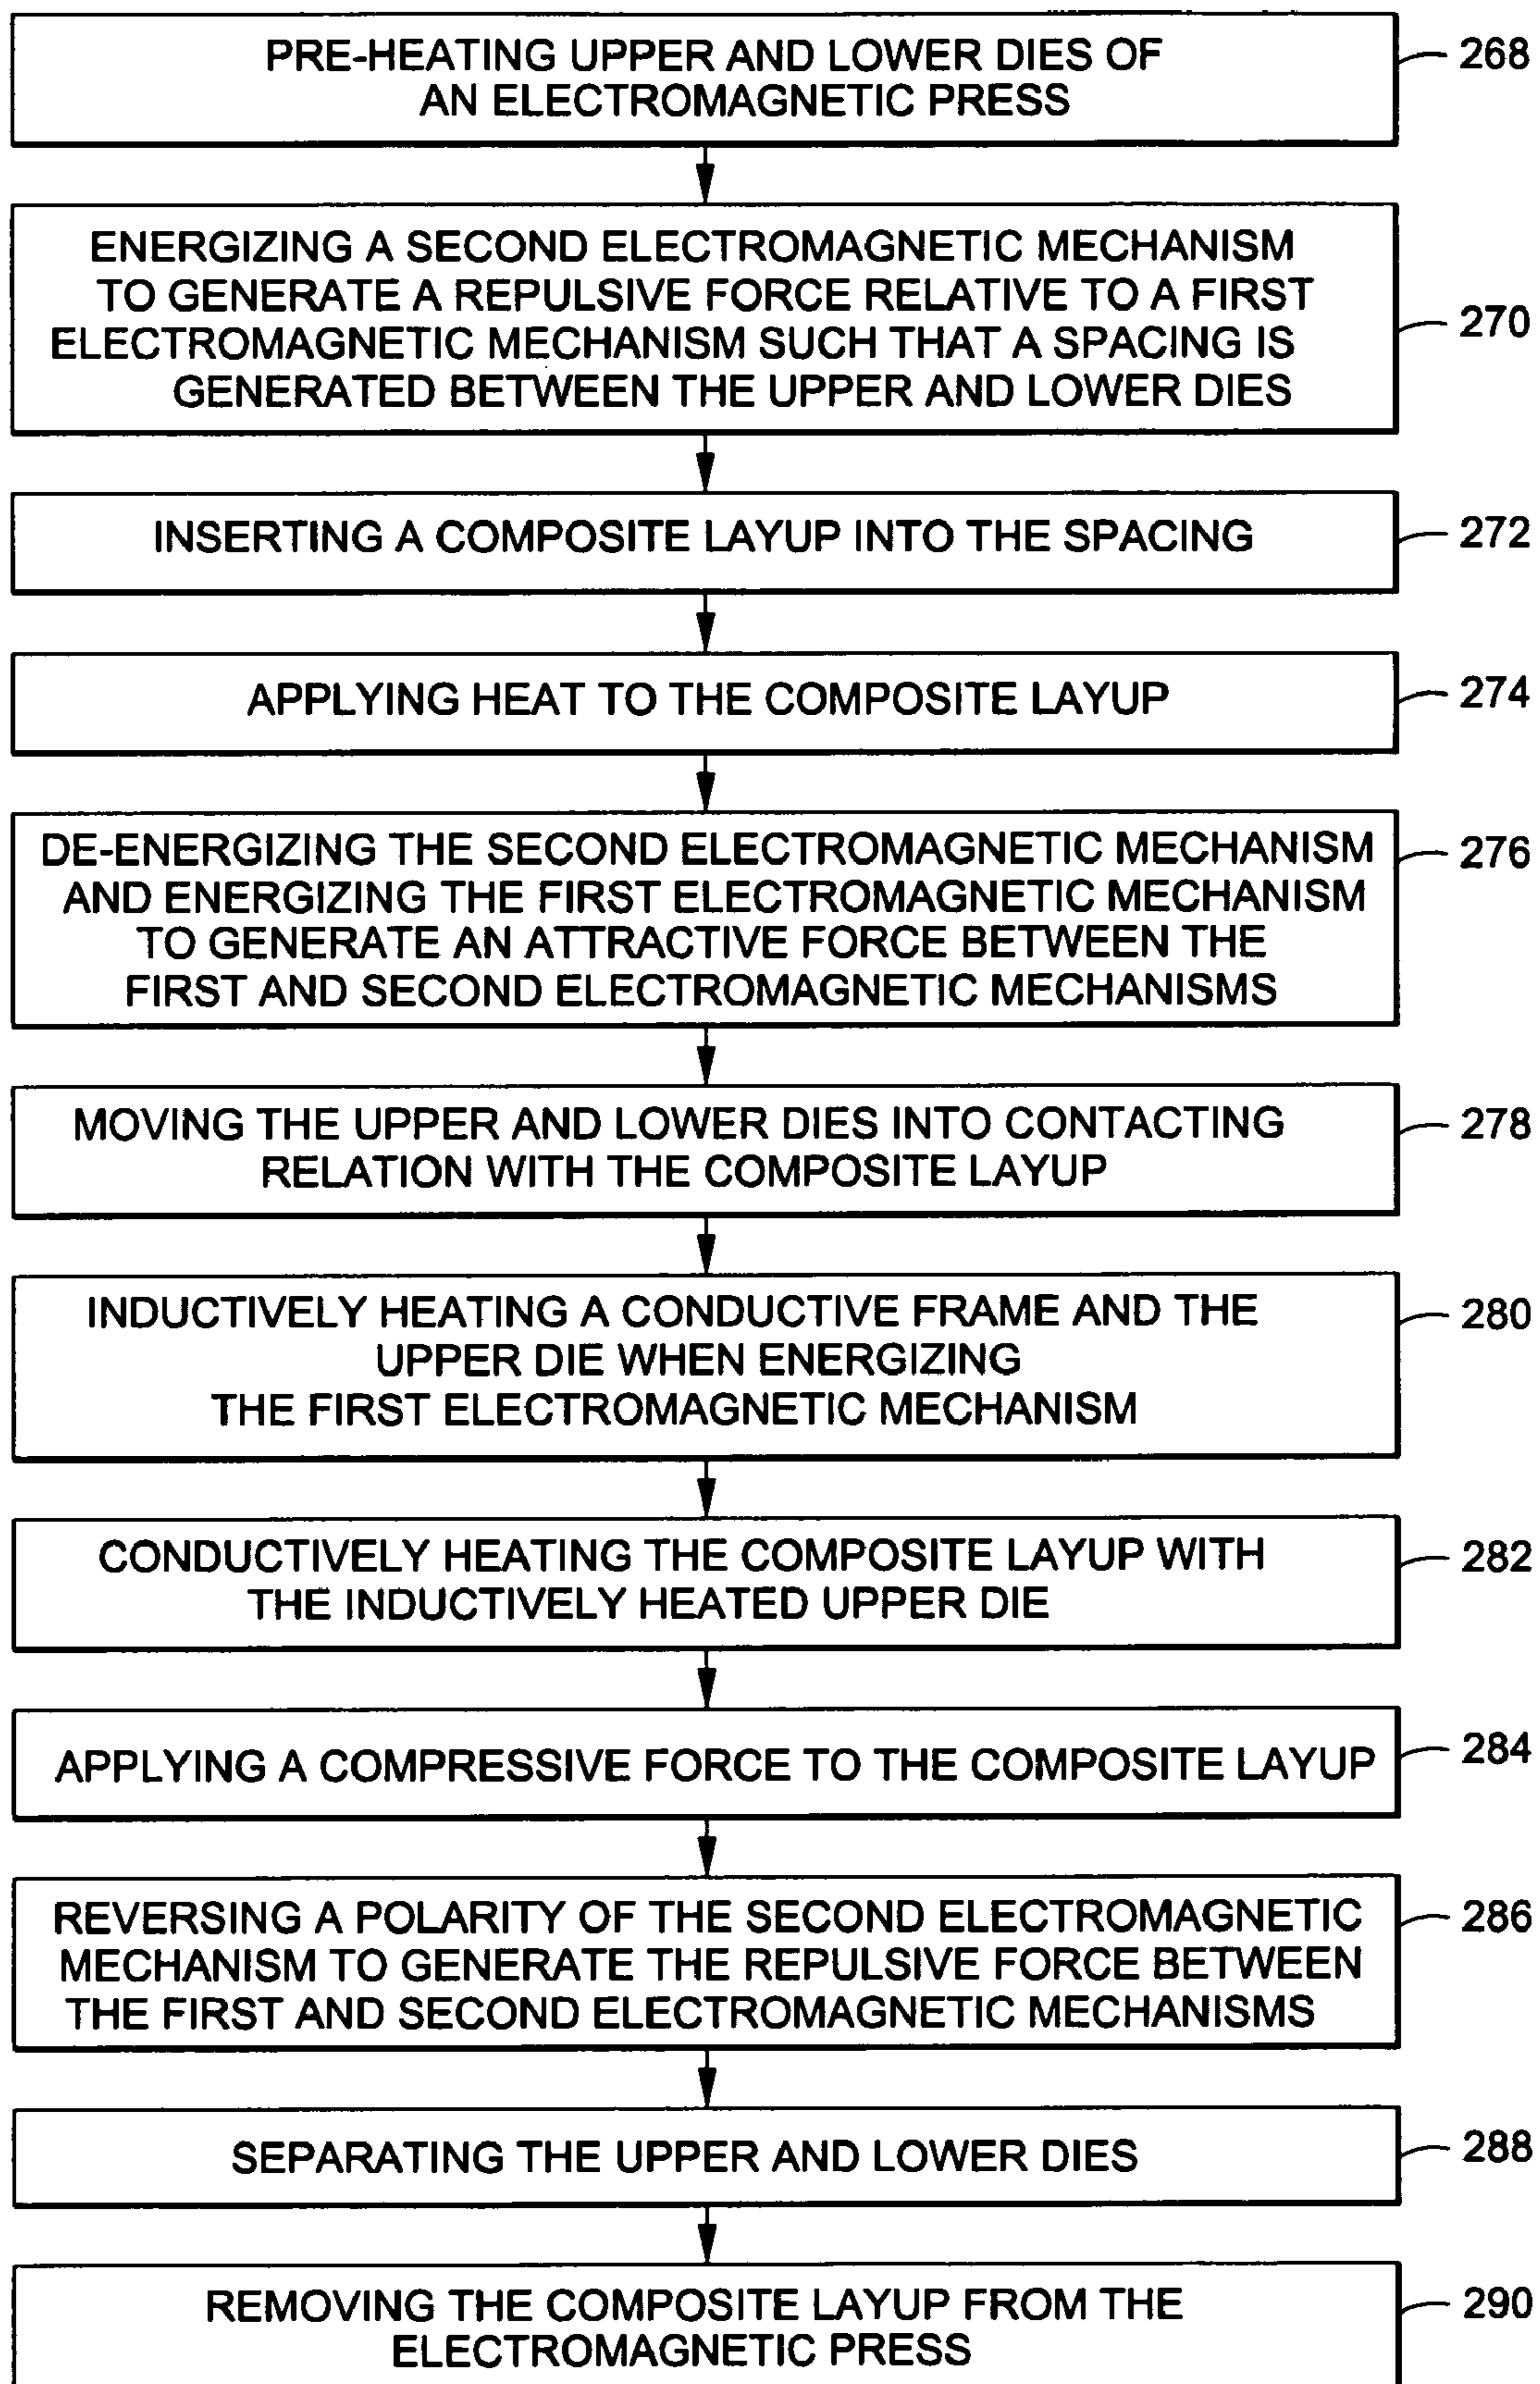 PRE-HEATING UPPER AND LOWER DIES OF
AN ELECTROMAGNETIC PRESS
268
ENERGIZING A SECOND ELECTROMAGNETIC MECHANISM
TO GENERATE A REPULSIVE FORCE RELATIVE TO A FIRST
ELECTROMAGNETIC MECHANISM SUCH THAT A SPACING IS
GENERATED BETWEEN THE UPPER AND LOWER DIES
270
INSERTING A COMPOSITE LAYUP INTO THE SPACING
272
APPLYING HEAT TO THE COMPOSITE LAYUP
274
DE-ENERGIZING THE SECOND ELECTROMAGNETIC MECHANISM
AND ENERGIZING THE FIRST ELECTROMAGNETIC MECHANISM
TO GENERATE AN ATTRACTIVE FORCE BETWEEN THE
FIRST AND SECOND ELECTROMAGNETIC MECHANISMS
276
MOVING THE UPPER AND LOWER DIES INTO CONTACTING
RELATION WITH THE COMPOSITE LAYUP
278
INDUCTIVELY HEATING A CONDUCTIVE FRAME AND THE
UPPER DIE WHEN ENERGIZING
THE FIRST ELECTROMAGNETIC MECHANISM
280
CONDUCTIVELY HEATING THE COMPOSITE LAYUP WITH
THE INDUCTIVELY HEATED UPPER DIE
282
APPLYING A COMPRESSIVE FORCE TO THE COMPOSITE LAYUP
284
REVERSING A POLARITY OF THE SECOND ELECTROMAGNETIC
MECHANISM TO GENERATE THE REPULSIVE FORCE BETWEEN
THE FIRST AND SECOND ELECTROMAGNETIC MECHANISMS
286
SEPARATING THE UPPER AND LOWER DIES
288
REMOVING THE COMPOSITE LAYUP FROM THE
ELECTROMAGNETIC PRESS
290